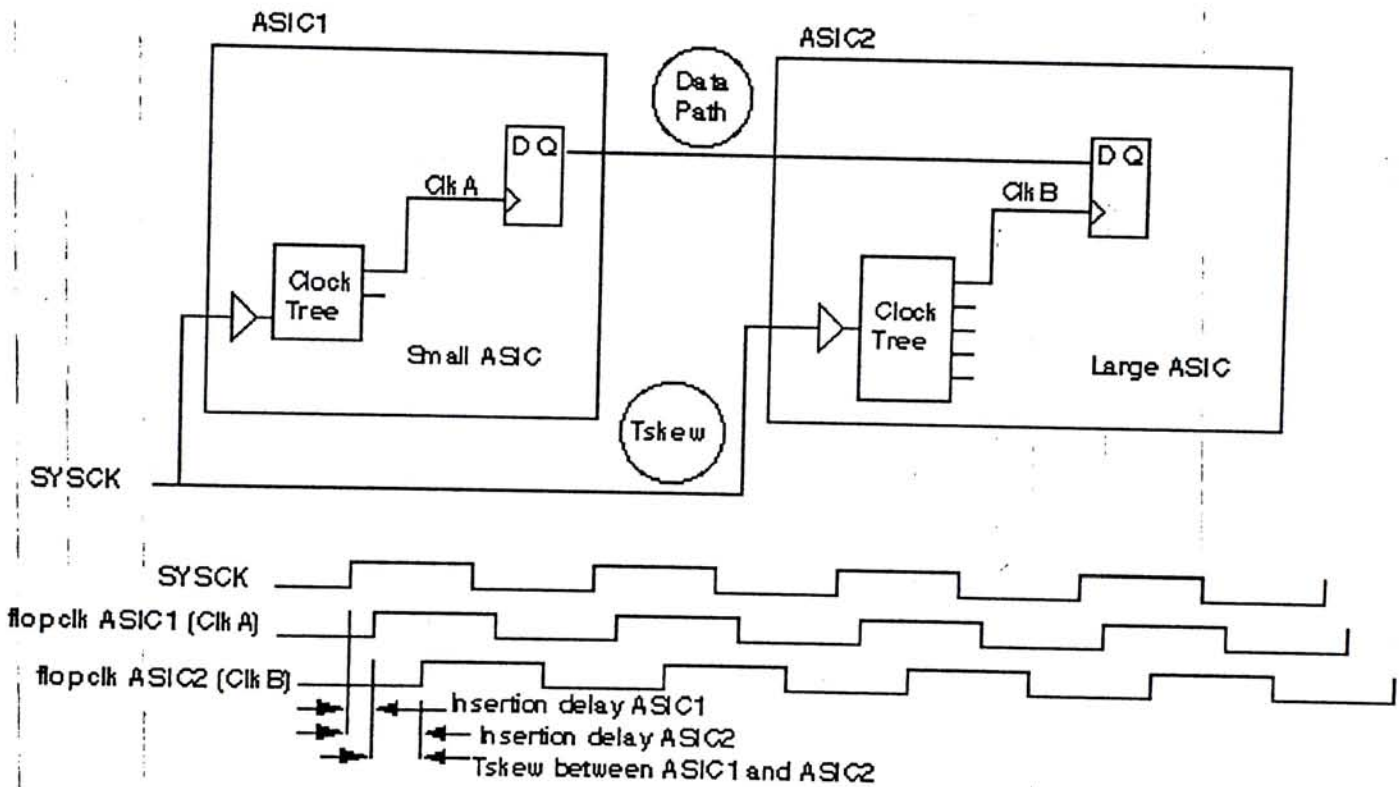 ASIC1
ASIC2
Data
Path
D Q
D Q
Clk A
Clk B
Clock
Tree
Clock
Tree
Small ASIC
Large ASIC
Tskew
SYSCK
SYSCK
flopclk ASIC1 (Clk A)
flopclk ASIC2 (Clk B)
Insertion delay ASIC1
Insertion delay ASIC2
Tskew between ASIC1 and ASIC2